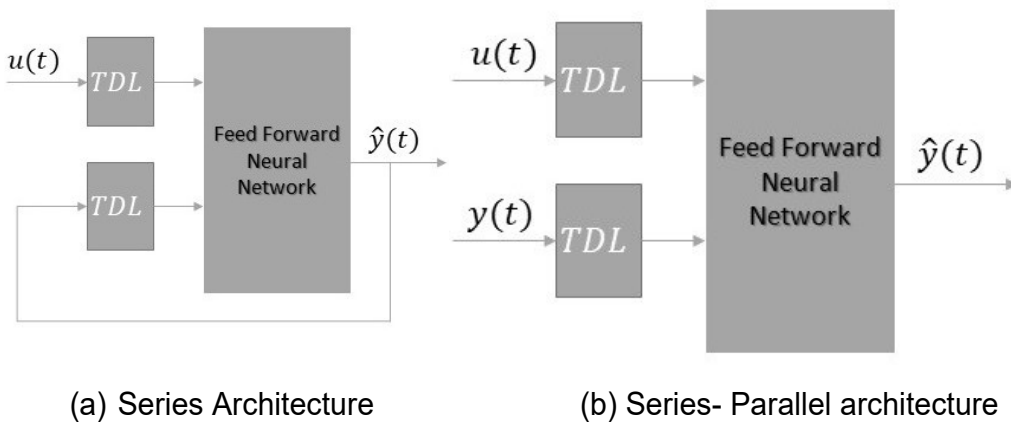 u(t)
TDL
Feed Forward
Neural
Network
ŷ(t)
TDL
(a) Series Architecture
u(t)
TDL
Feed Forward
Neural
Network
ŷ(t)
y(t)
TDL
(b) Series- Parallel architecture